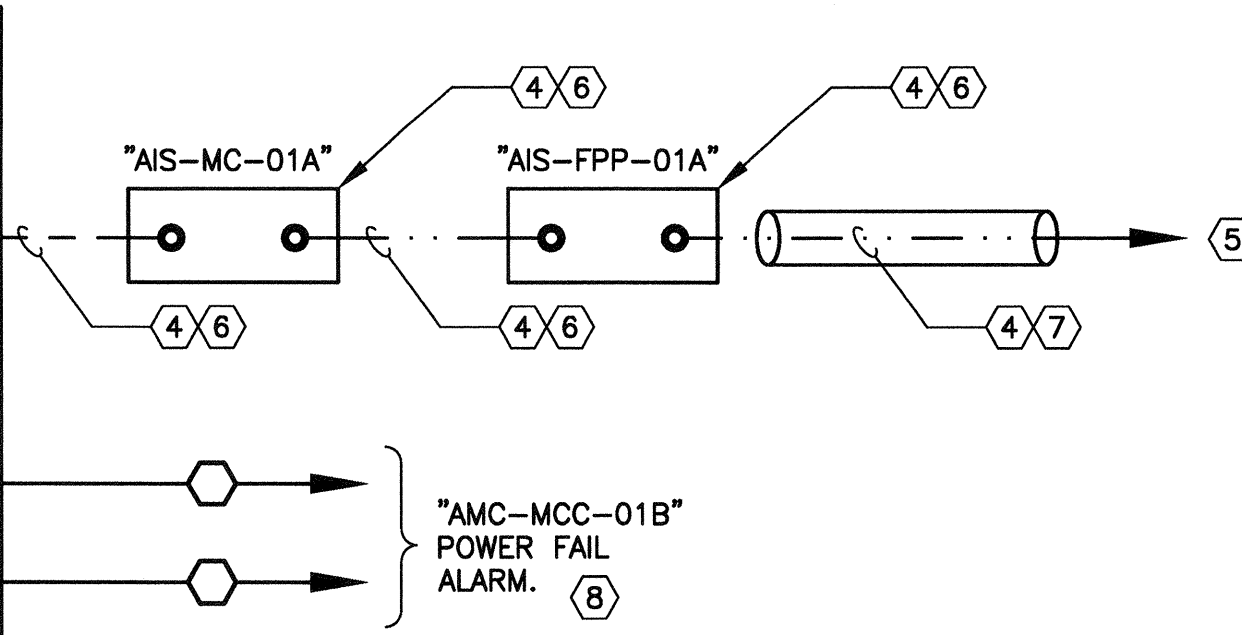 4 6
4 6
"AIS-MC-01A"
"AIS-FPP-01A"
5
4 6
4 6
4 7
"AMC-MCC-01B"
POWER FAIL
ALARM.
8